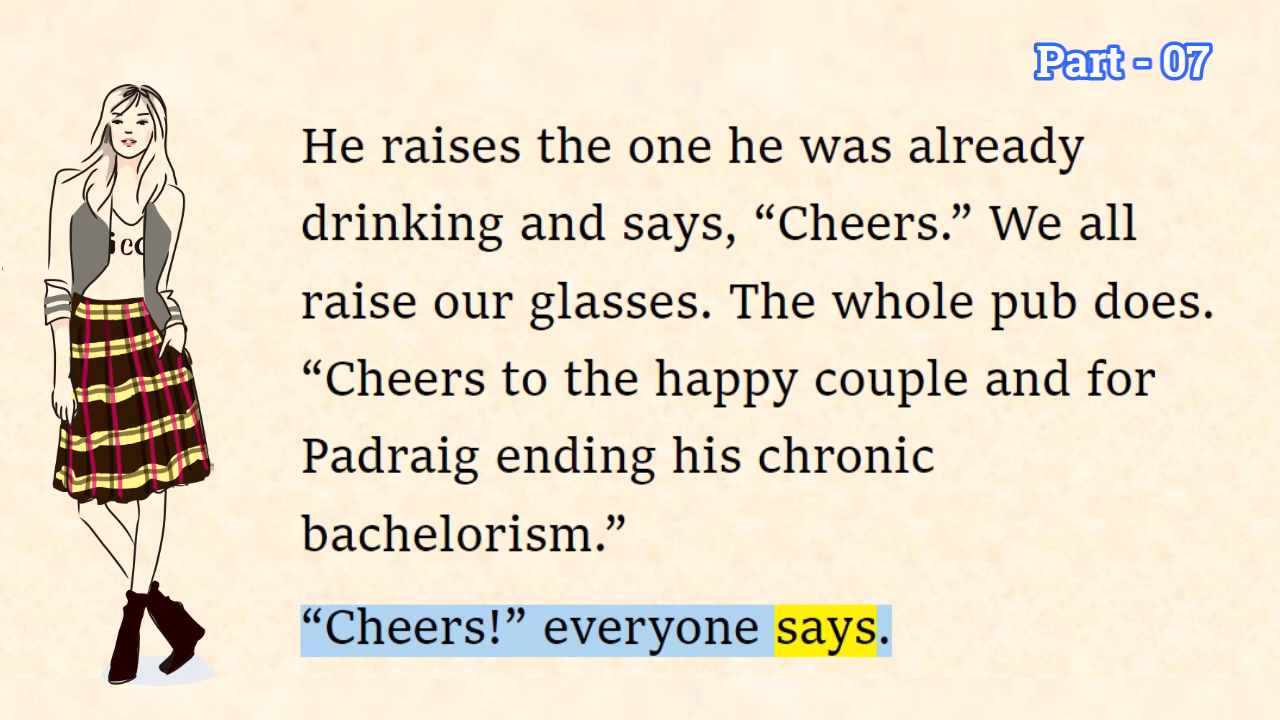 Part - 07
He raises the one he was already
drinking and says, “Cheers.” We all
raise our glasses. The whole pub does.
“Cheers to the happy couple and for
Padraig ending his chronic
bachelorism.”
“Cheers!” everyone says.